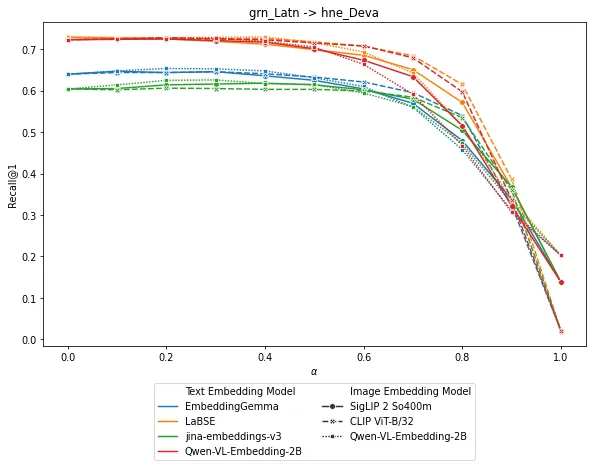 grn_Latn -> hne_Deva
Recall@1
0.7
0.6
0.5
0.4
0.3
0.2
0.1
0.0
0.0 0.2 0.4 0.6 0.8 1.0
α
Text Embedding Model Image Embedding Model
EmbeddingGemma SigLIP 2 So400m
LaBSE CLIP ViT-B/32
jina-embeddings-v3 Qwen-VL-Embedding-2B
Qwen-VL-Embedding-2B